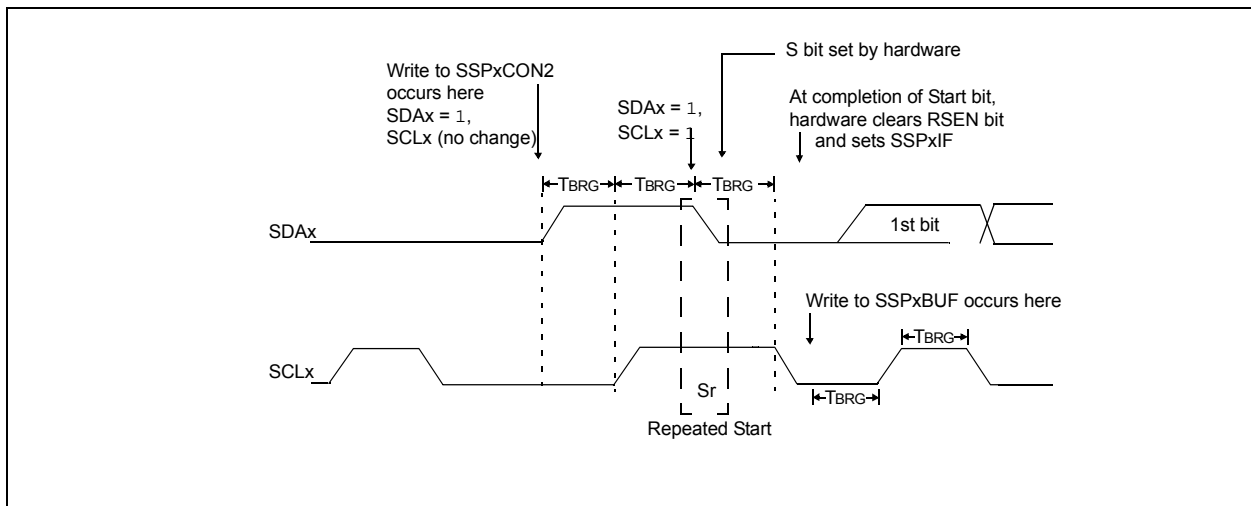 S bit set by hardware
Write to SSPxCON2
occurs here
SDAx = 1,
SCLx (no change)
SDAx = 1,
SCLx = 1
At completion of Start bit,
hardware clears RSEN bit
and sets SSPxIF
TBRG TBRG TBRG
SDAx
1st bit
Write to SSPxBUF occurs here
TBRG
SCLx
Sr
TBRG
Repeated Start